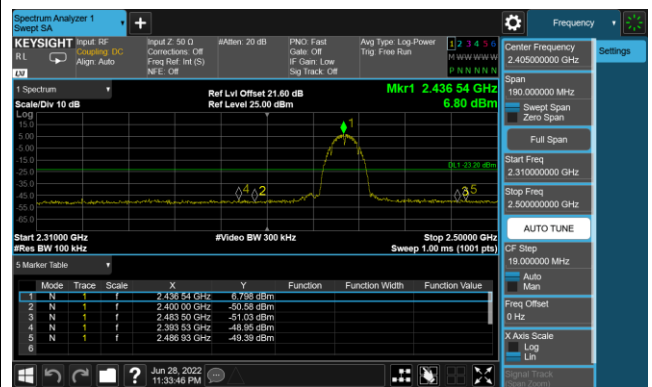 Spectrum Analyzer 1
Swept SA
Frequency
KEYSIGHT
RL
Input: RF
Coupling: DC
Align: Auto
Input Z: 50 Ω
Corrections: Off
Freq Ref: Int (S)
NFE: Off
#Atten: 20 dB
PNO: Fast
Gate: Off
IF Gain: Low
Sig Track: Off
Avg Type: Log-Power
Trig: Free Run
1 2 3 4 5 6
M W W W W W
P N N N N N
LXI
1 Spectrum
Scale/Div 10 dB
Ref Lvl Offset 21.60 dB
Ref Level 25.00 dBm
Mkr1 2.436 54 GHz
6.80 dBm
Log
15.0
5.00
-5.00
-15.0
-25.0
-35.0
-45.0
-55.0
-65.0
1
DL1 -23.20 dBm
4 2
3 5
Start 2.31000 GHz
#Res BW 100 kHz
#Video BW 300 kHz
Stop 2.50000 GHz
Sweep 1.00 ms (1001 pts)
5 Marker Table
Mode Trace Scale X Y Function Function Width Function Value
1 N 1 f 2.436 54 GHz 6.798 dBm
2 N 1 f 2.400 00 GHz -50.58 dBm
3 N 1 f 2.483 50 GHz -51.03 dBm
4 N 1 f 2.393 53 GHz -48.95 dBm
5 N 1 f 2.486 93 GHz -49.39 dBm
6
Jun 28, 2022
11:33:46 PM
Center Frequency
2.405000000 GHz
Settings
Span
190.000000 MHz
Swept Span
Zero Span
Full Span
Start Freq
2.310000000 GHz
Stop Freq
2.500000000 GHz
AUTO TUNE
CF Step
19.000000 MHz
Auto
Man
Freq Offset
0 Hz
X Axis Scale
Log
Lin
Signal Track
(Span Zoom)